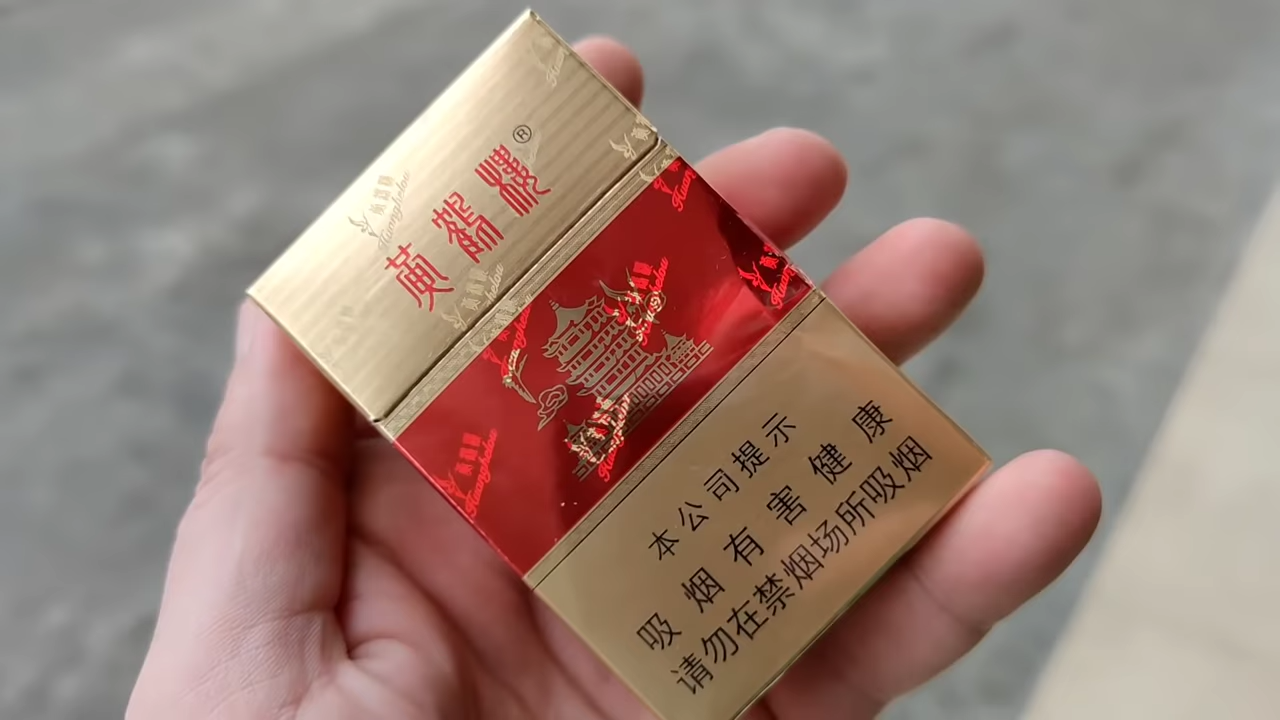 黄鹤楼®
本公司提示
吸烟有害健康
请勿在禁烟场所吸烟